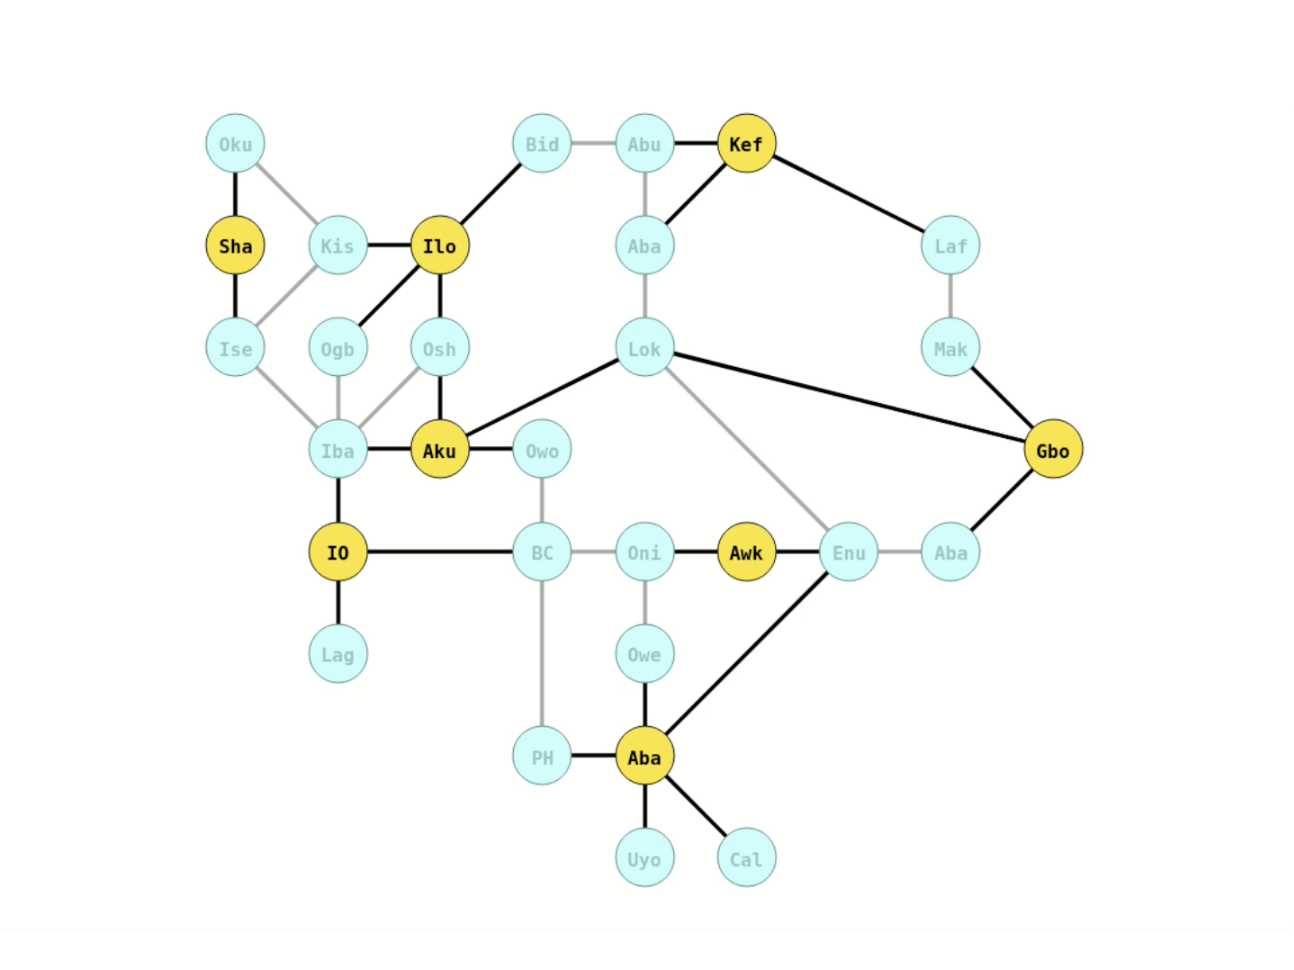 Oku
Bid
Abu
Kef
Sha
Kis
Ilo
Aba
Laf
Ise
Ogb
Osh
Lok
Mak
Iba
Aku
Owo
Gbo
IO
BC
Oni
Awk
Enu
Aba
Lag
Owe
PH
Aba
Uyo
Cal